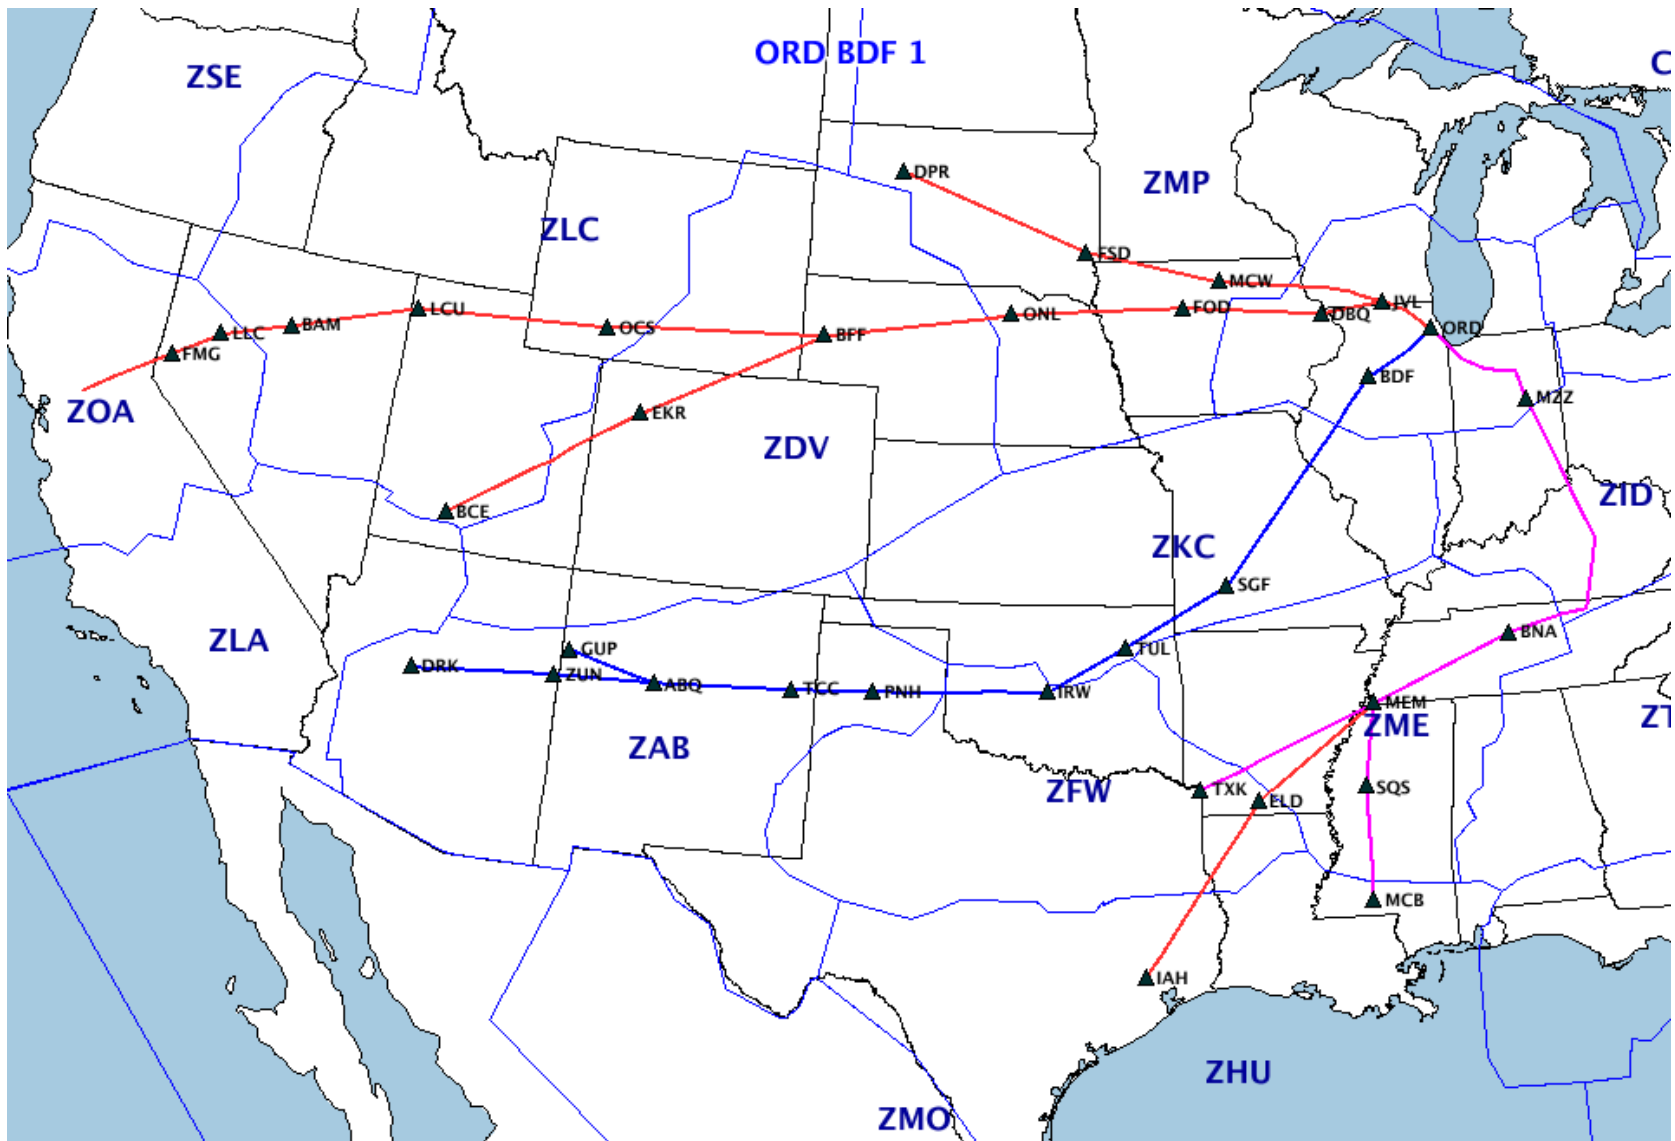 ORD BDF 1
C
ZSE
DPR
ZMP
ZLC
FSD
MCW
LCU
ONL
FOD
DBQ
JVL
ORD
LLC
BAM
OCS
BFF
FMG
BDF
ZOA
EKR
MZZ
ZDV
BCE
ZID
ZKC
SGF
ZLA
GUP
BNA
DRK
ZUN
ABQ
TCC
PNH
IRW
TUL
MEM
ZME
ZT
ZAB
ZFW
TXK
ELD
SQS
MCB
IAH
ZHU
ZMO